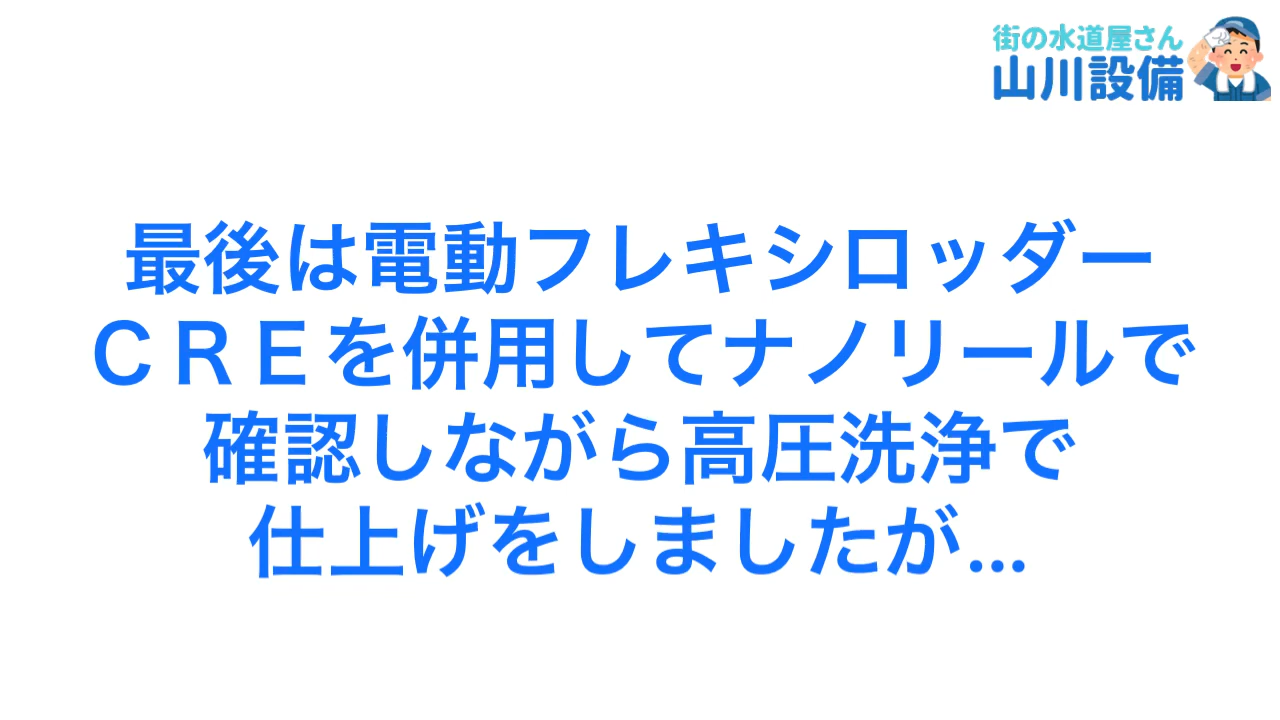 街の水道屋さん
山川設備
最後は電動フレキシロッダー
ＣＲＥを併用してナノリールで
確認しながら高圧洗浄で
仕上げをしましたが...